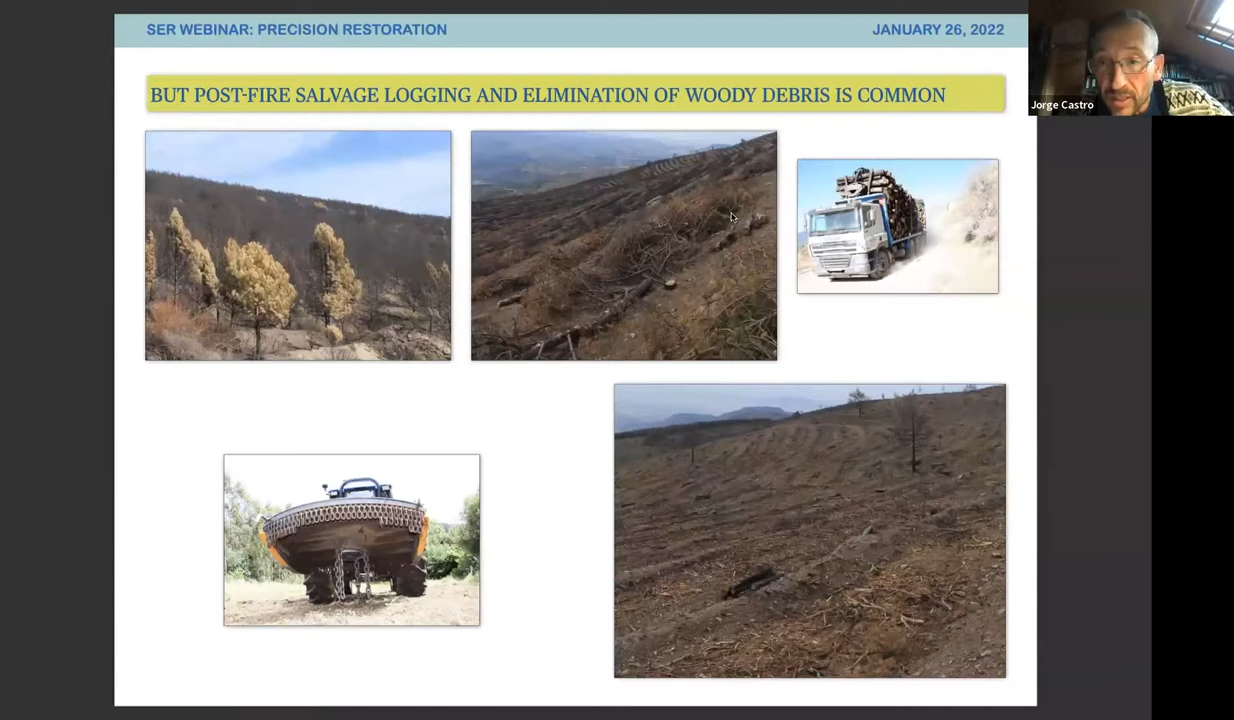 SER WEBINAR: PRECISION RESTORATION
JANUARY 26, 2022
BUT POST-FIRE SALVAGE LOGGING AND ELIMINATION OF WOODY DEBRIS IS COMMON
Jorge Castro